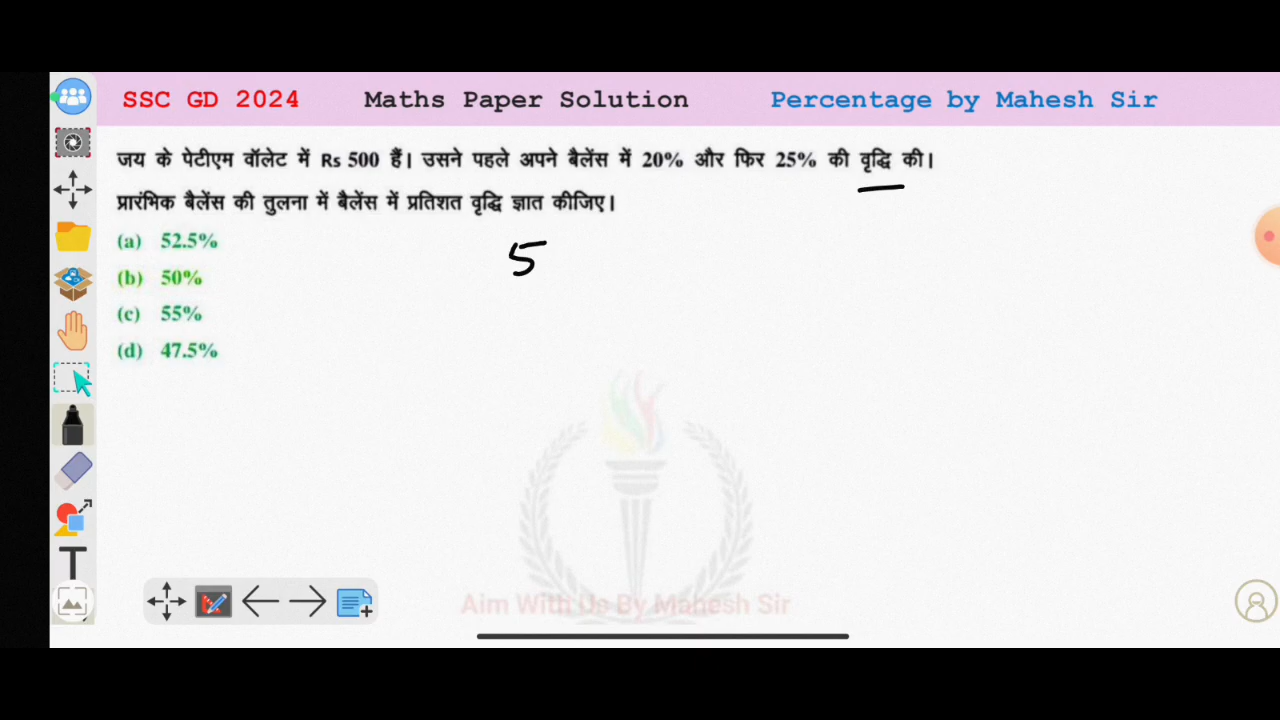 SSC GD 2024 Maths Paper Solution Percentage by Mahesh Sir
जय के पेटीएम वॉलेट में Rs 500 हैं। उसने पहले अपने बैलेंस में 20% और फिर 25% की वृद्धि की।
प्रारंभिक बैलेंस की तुलना में बैलेंस में प्रतिशत वृद्धि ज्ञात कीजिए।
(a) 52.5%
5
(b) 50%
(c) 55%
(d) 47.5%
T
Aim With Us By Mahesh Sir